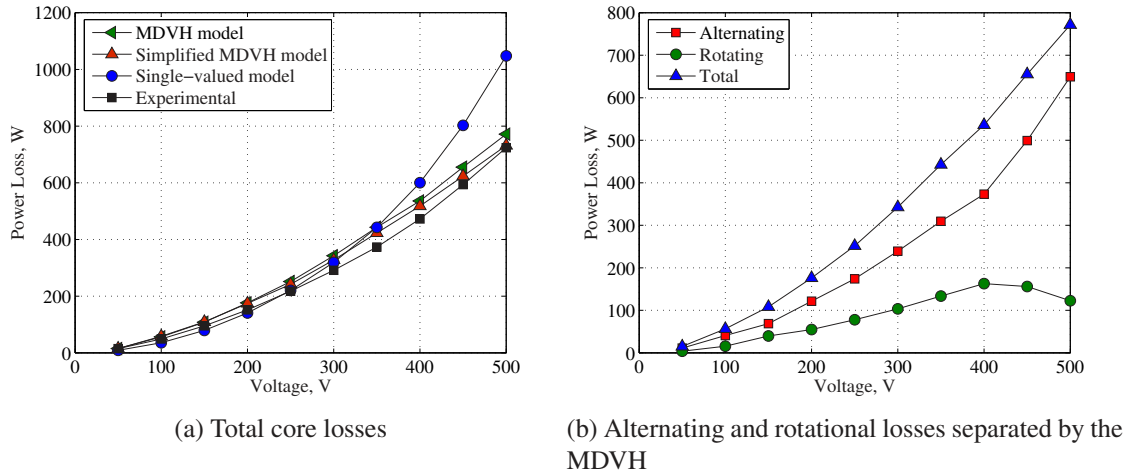 1200
1000
800
600
400
200
0
Power Loss, W
MDVH model
Simplified MDVH model
Single-valued model
Experimental
100
200
300
400
500
Voltage, V
(a) Total core losses
800
700
600
500
400
300
200
100
0
0
Power Loss, W
Alternating
Rotating
Total
100
200
300
400
500
Voltage, V
(b) Alternating and rotational losses separated by the
MDVH